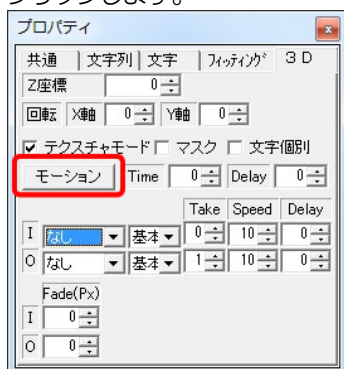 クリックします。
プロパティ
共通 文字列 文字 フィッティング 3D
Z座標 0
回転 X軸 0 Y軸 0
テクスチャモード マスク 文字個別
モーション Time 0 Delay 0
Take Speed Delay
I なし 基本 0 10 0
O なし 基本 1 10 0
Fade(Px)
I 0
O 0